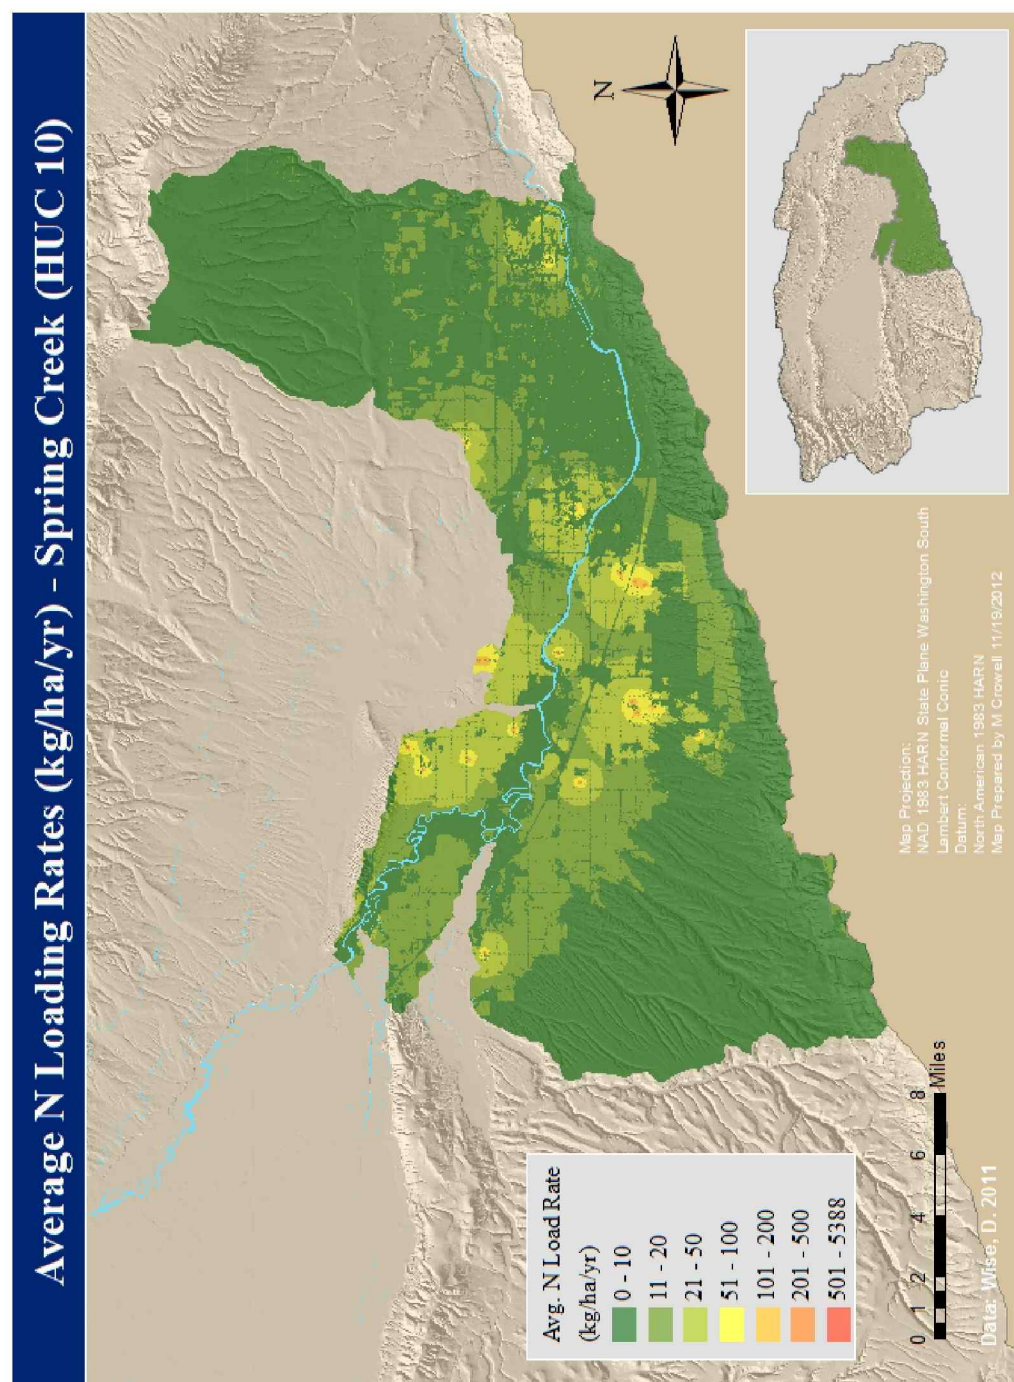 Average N Loading Rates (kg/ha/yr) - Spring Creek (HUC 10)
N
Avg. N Load Rate
(kg/ha/yr)
0 - 10
11 - 20
21 - 50
51 - 100
101 - 200
201 - 500
501 - 5388
0 1 2 4 6 8
Miles
Data: Wise, D. 2011
Map Projection:
NAD 1983 HARN State Plane Washington South
Lambert Conformal Conic
Datum:
North American 1983 HARN
Map Prepared by M Crowell 11/19/2012